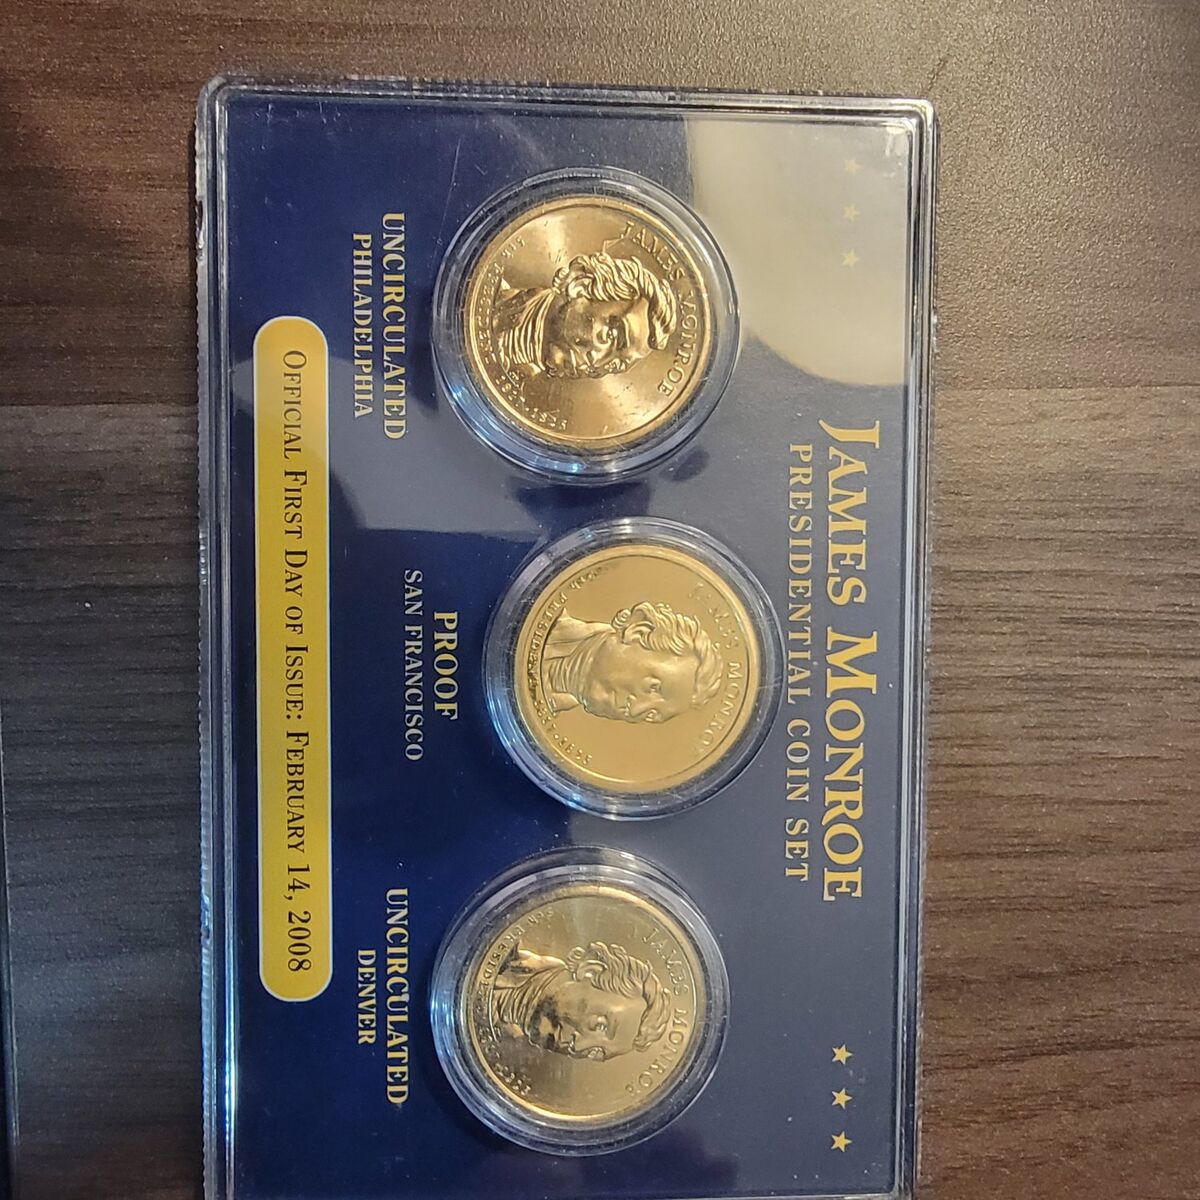 JAMES MONROE
PRESIDENTIAL COIN SET
JAMES MONROE
JAMES MONROE
JAMES MONROE
UNCIRCULATED
PHILADELPHIA
PROOF
SAN FRANCISCO
UNCIRCULATED
DENVER
OFFICIAL FIRST DAY OF ISSUE: FEBRUARY 14, 2008